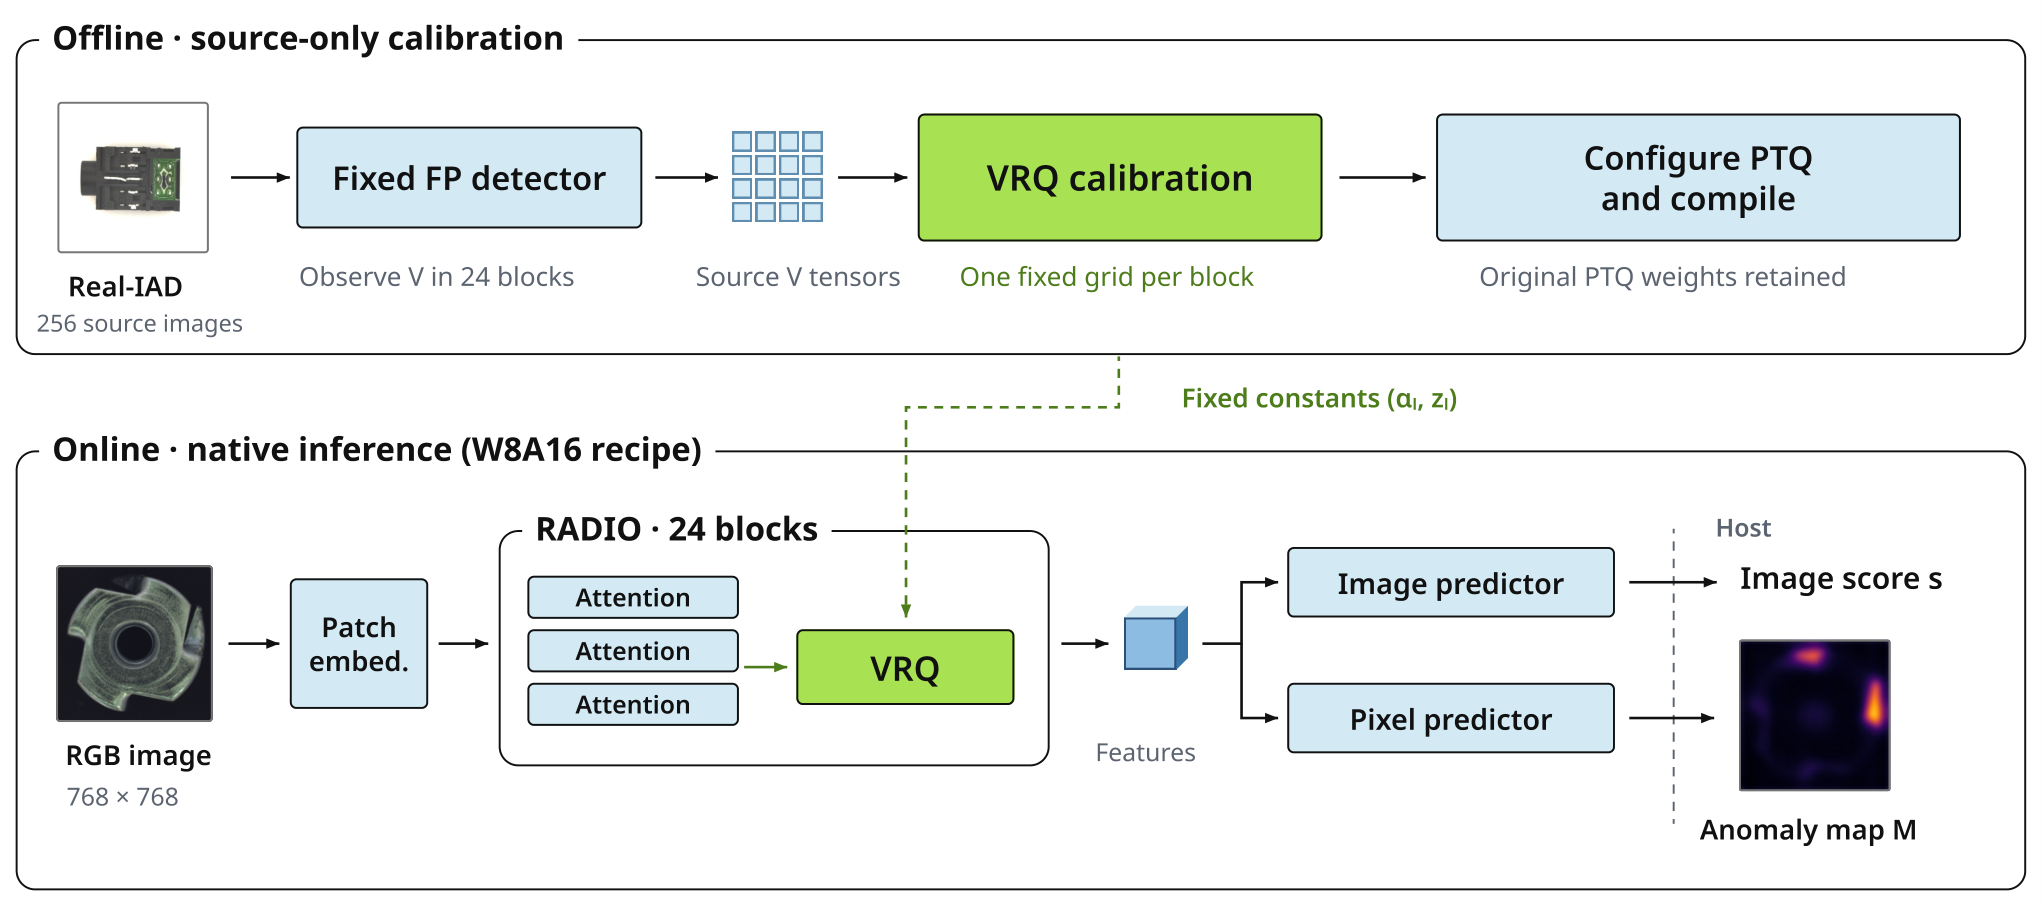 Offline · source-only calibration
Fixed FP detector
VRQ calibration
Configure PTQ
and compile
Real-IAD
256 source images
Observe V in 24 blocks
Source V tensors
One fixed grid per block
Original PTQ weights retained
Fixed constants (αₗ, zₗ)
Online · native inference (W8A16 recipe)
RADIO · 24 blocks
Host
Patch
embed.
Attention
Attention
Attention
VRQ
Image predictor
Image score s
Pixel predictor
RGB image
768 × 768
Features
Anomaly map M